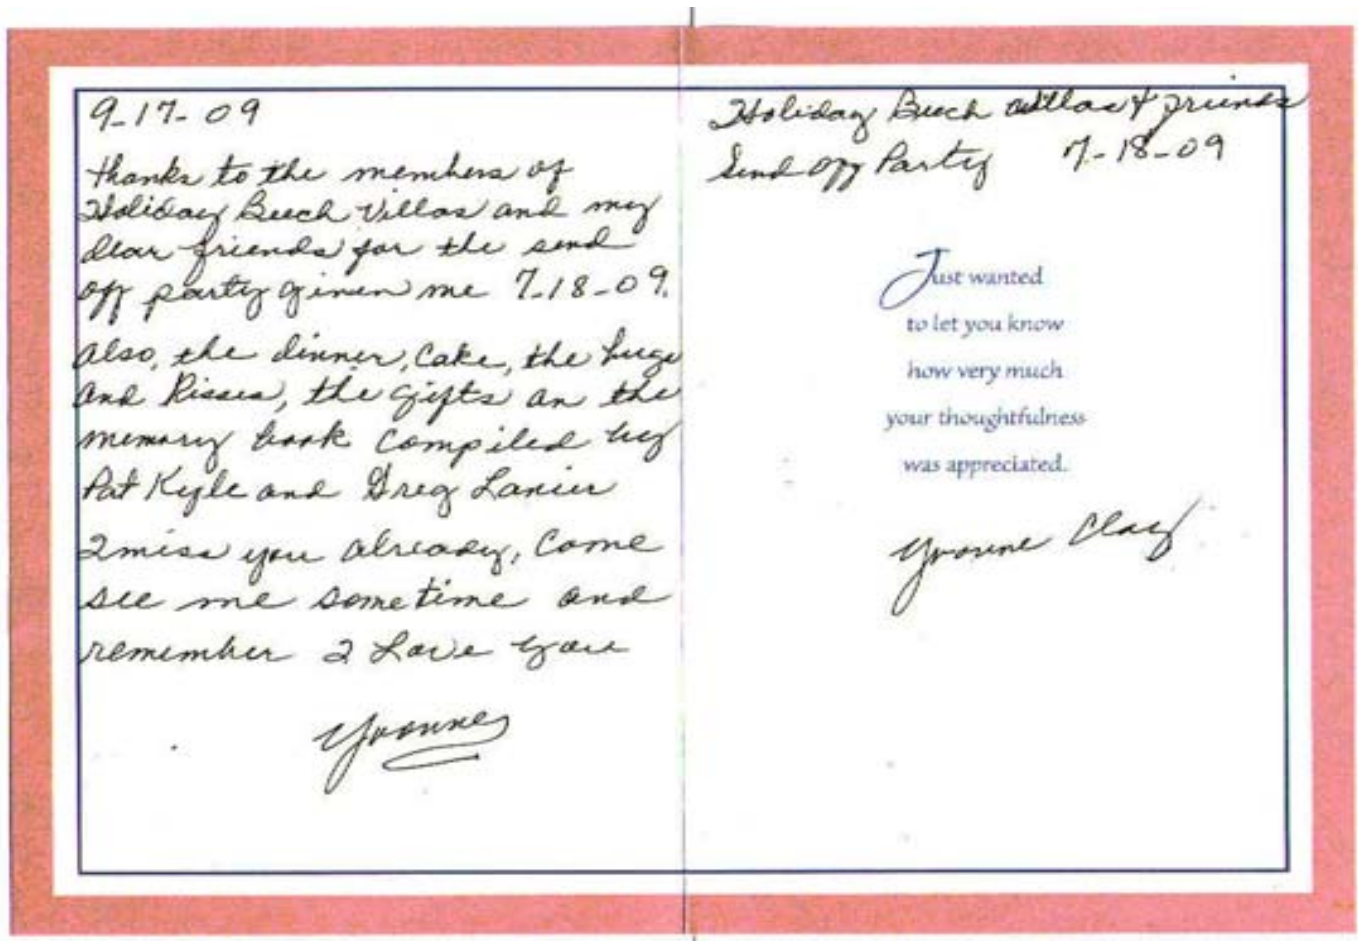 9-17-09
thanks to the members of
Holiday Beach Villas and my
dear friends for the send
off party given me 7-18-09.
Also, the dinner, cake, the hugs
and Kisses, the gifts an the
memory book compiled by
Pat Kyle and Greg Lanier
I miss you already, Come
see me sometime and
remember I Love you
Yvonne
Holiday Beach Villas & friends
Send off Party 7-18-09
Just wanted
to let you know
how very much
your thoughtfulness
was appreciated.
Yvonne Clay